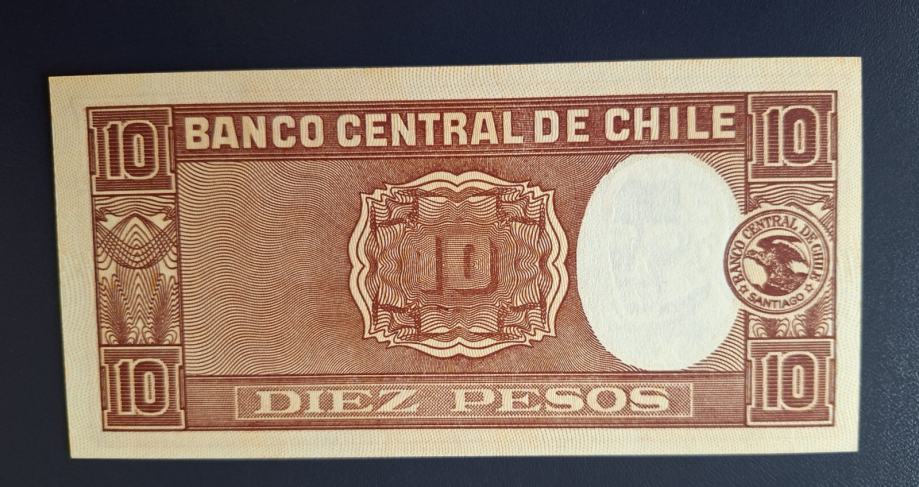 10 BANCO CENTRAL DE CHILE 10
10
BANCO CENTRAL DE CHILE
SANTIAGO
10 10
DIEZ PESOS